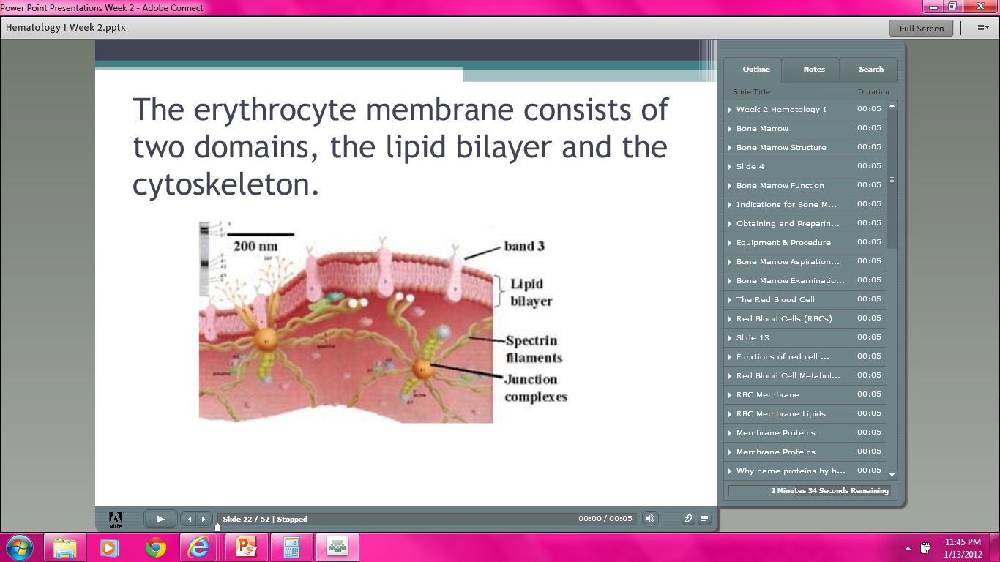 Power Point Presentations Week 2 - Adobe Connect
Hematology I Week 2.pptx
Full Screen
The erythrocyte membrane consists of
two domains, the lipid bilayer and the
cytoskeleton.
200 nm
band 3
Lipid
bilayer
Spectrin
filaments
Junction
complexes
Outline Notes Search
Slide Title Duration
Week 2 Hematology I 00:05
Bone Marrow 00:05
Bone Marrow Structure 00:05
Slide 4 00:05
Bone Marrow Function 00:05
Indications for Bone M... 00:05
Obtaining and Preparin... 00:05
Equipment & Procedure 00:05
Bone Marrow Aspiration... 00:05
Bone Marrow Examinatio... 00:05
The Red Blood Cell 00:05
Red Blood Cells (RBCs) 00:05
Slide 13 00:05
Functions of red cell ... 00:05
Red Blood Cell Metabol... 00:05
RBC Membrane 00:05
RBC Membrane Lipids 00:05
Membrane Proteins 00:05
Membrane Proteins 00:05
Why name proteins by b... 00:05
2 Minutes 34 Seconds Remaining
Adobe
Slide 22 / 52 | Stopped 00:00 / 00:05
11:45 PM
1/13/2012